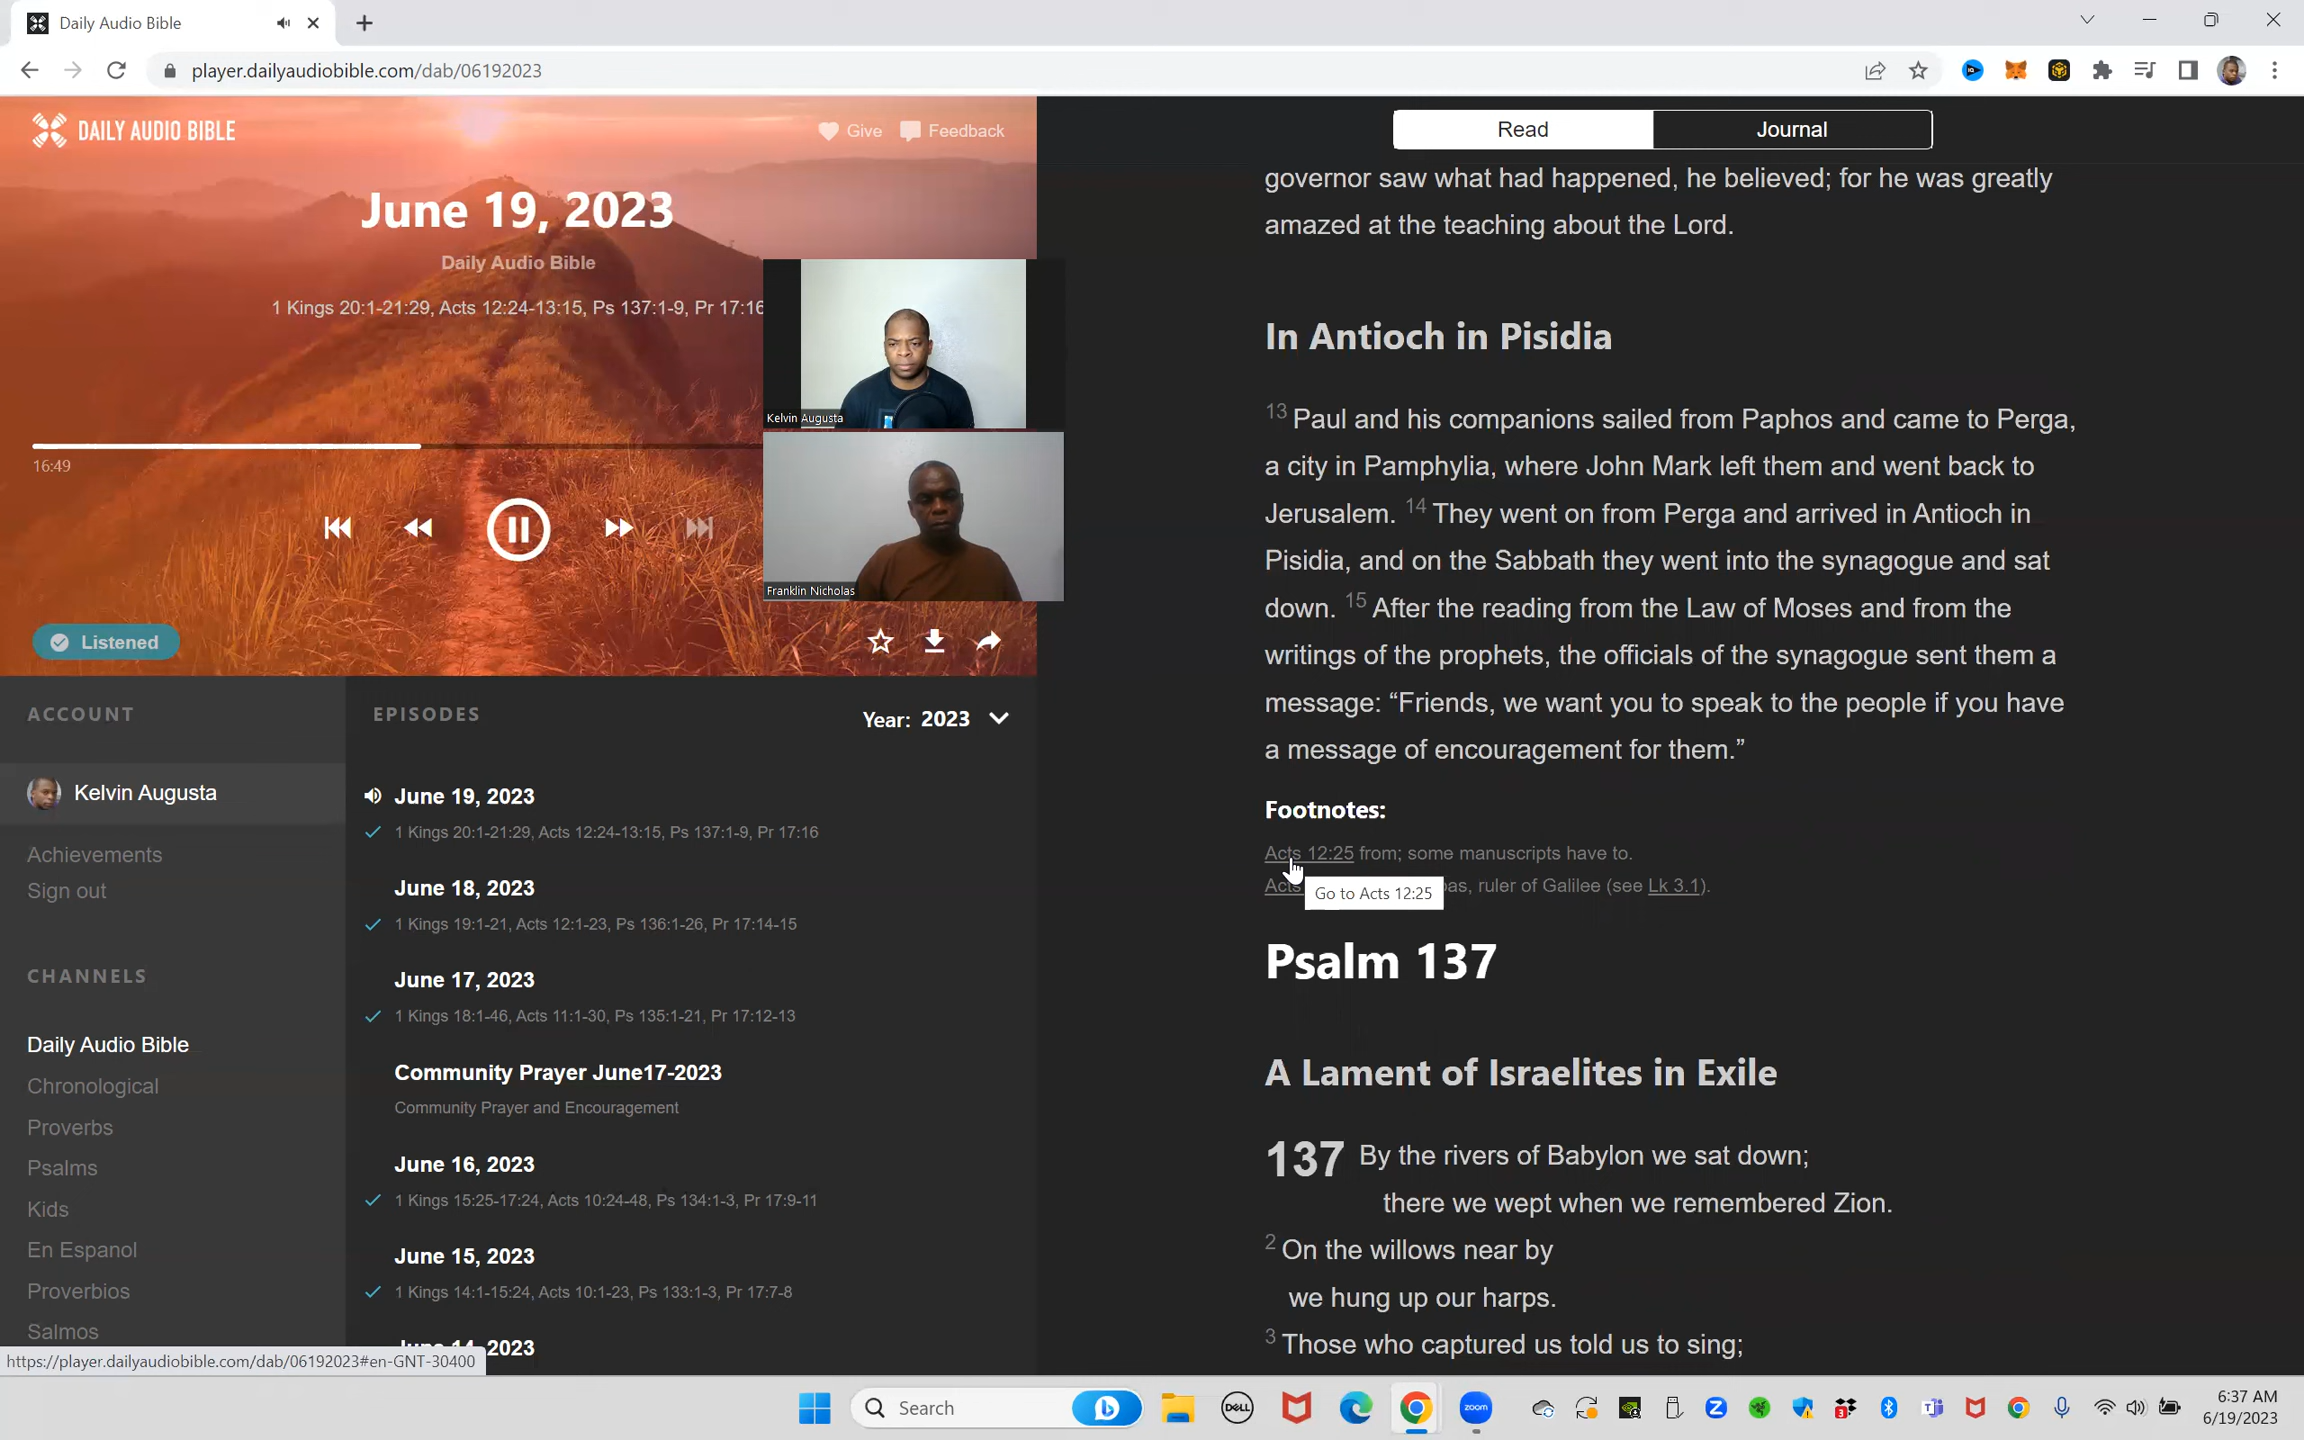 Daily Audio Bible
player.dailyaudiobible.com/dab/06192023
DAILY AUDIO BIBLE
Give
Feedback
June 19, 2023
Daily Audio Bible
1 Kings 20:1-21:29, Acts 12:24-13:15, Ps 137:1-9, Pr 17:16
Kelvin Augusta
16:49
Franklin Nicholas
Listened
ACCOUNT
Kelvin Augusta
Achievements
Sign out
CHANNELS
Daily Audio Bible
Chronological
Proverbs
Psalms
Kids
En Espanol
Proverbios
Salmos
https://player.dailyaudiobible.com/dab/06192023#en-GNT-30400
EPISODES
Year: 2023
June 19, 2023
1 Kings 20:1-21:29, Acts 12:24-13:15, Ps 137:1-9, Pr 17:16
June 18, 2023
1 Kings 19:1-21, Acts 12:1-23, Ps 136:1-26, Pr 17:14-15
June 17, 2023
1 Kings 18:1-46, Acts 11:1-30, Ps 135:1-21, Pr 17:12-13
Community Prayer June17-2023
Community Prayer and Encouragement
June 16, 2023
1 Kings 15:25-17:24, Acts 10:24-48, Ps 134:1-3, Pr 17:9-11
June 15, 2023
1 Kings 14:1-15:24, Acts 10:1-23, Ps 133:1-3, Pr 17:7-8
June 14, 2023
Read
Journal
governor saw what had happened, he believed; for he was greatly
amazed at the teaching about the Lord.
In Antioch in Pisidia
13 Paul and his companions sailed from Paphos and came to Perga,
a city in Pamphylia, where John Mark left them and went back to
Jerusalem. 14 They went on from Perga and arrived in Antioch in
Pisidia, and on the Sabbath they went into the synagogue and sat
down. 15 After the reading from the Law of Moses and from the
writings of the prophets, the officials of the synagogue sent them a
message: “Friends, we want you to speak to the people if you have
a message of encouragement for them.”
Footnotes:
Acts 12:25 from; some manuscripts have to.
Acts
Go to Acts 12:25
pas, ruler of Galilee (see Lk 3.1).
Psalm 137
A Lament of Israelites in Exile
137 By the rivers of Babylon we sat down;
there we wept when we remembered Zion.
2 On the willows near by
we hung up our harps.
3 Those who captured us told us to sing;
Search
DELL
zoom
3
6:37 AM
6/19/2023